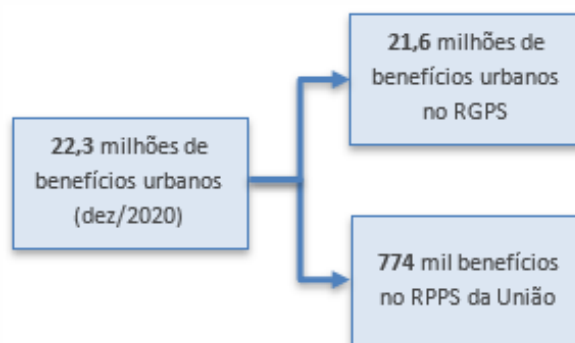 22,3 milhões de
benefícios urbanos
(dez/2020)
21,6 milhões de
benefícios urbanos
no RGPS
774 mil benefícios
no RPPS da União